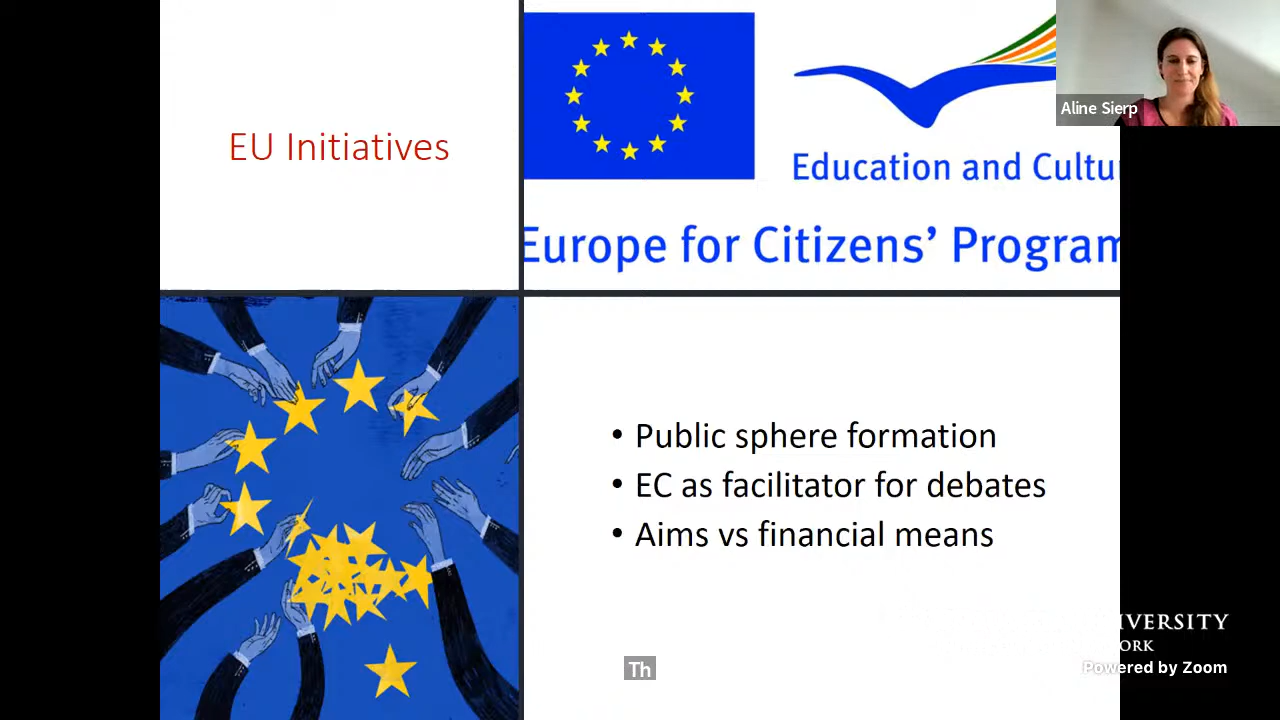 EU Initiatives
Education and Cultu
Europe for Citizens’ Program
Aline Sierp
• Public sphere formation
• EC as facilitator for debates
• Aims vs financial means
IVERSITY
ORK
Powered by Zoom
Th